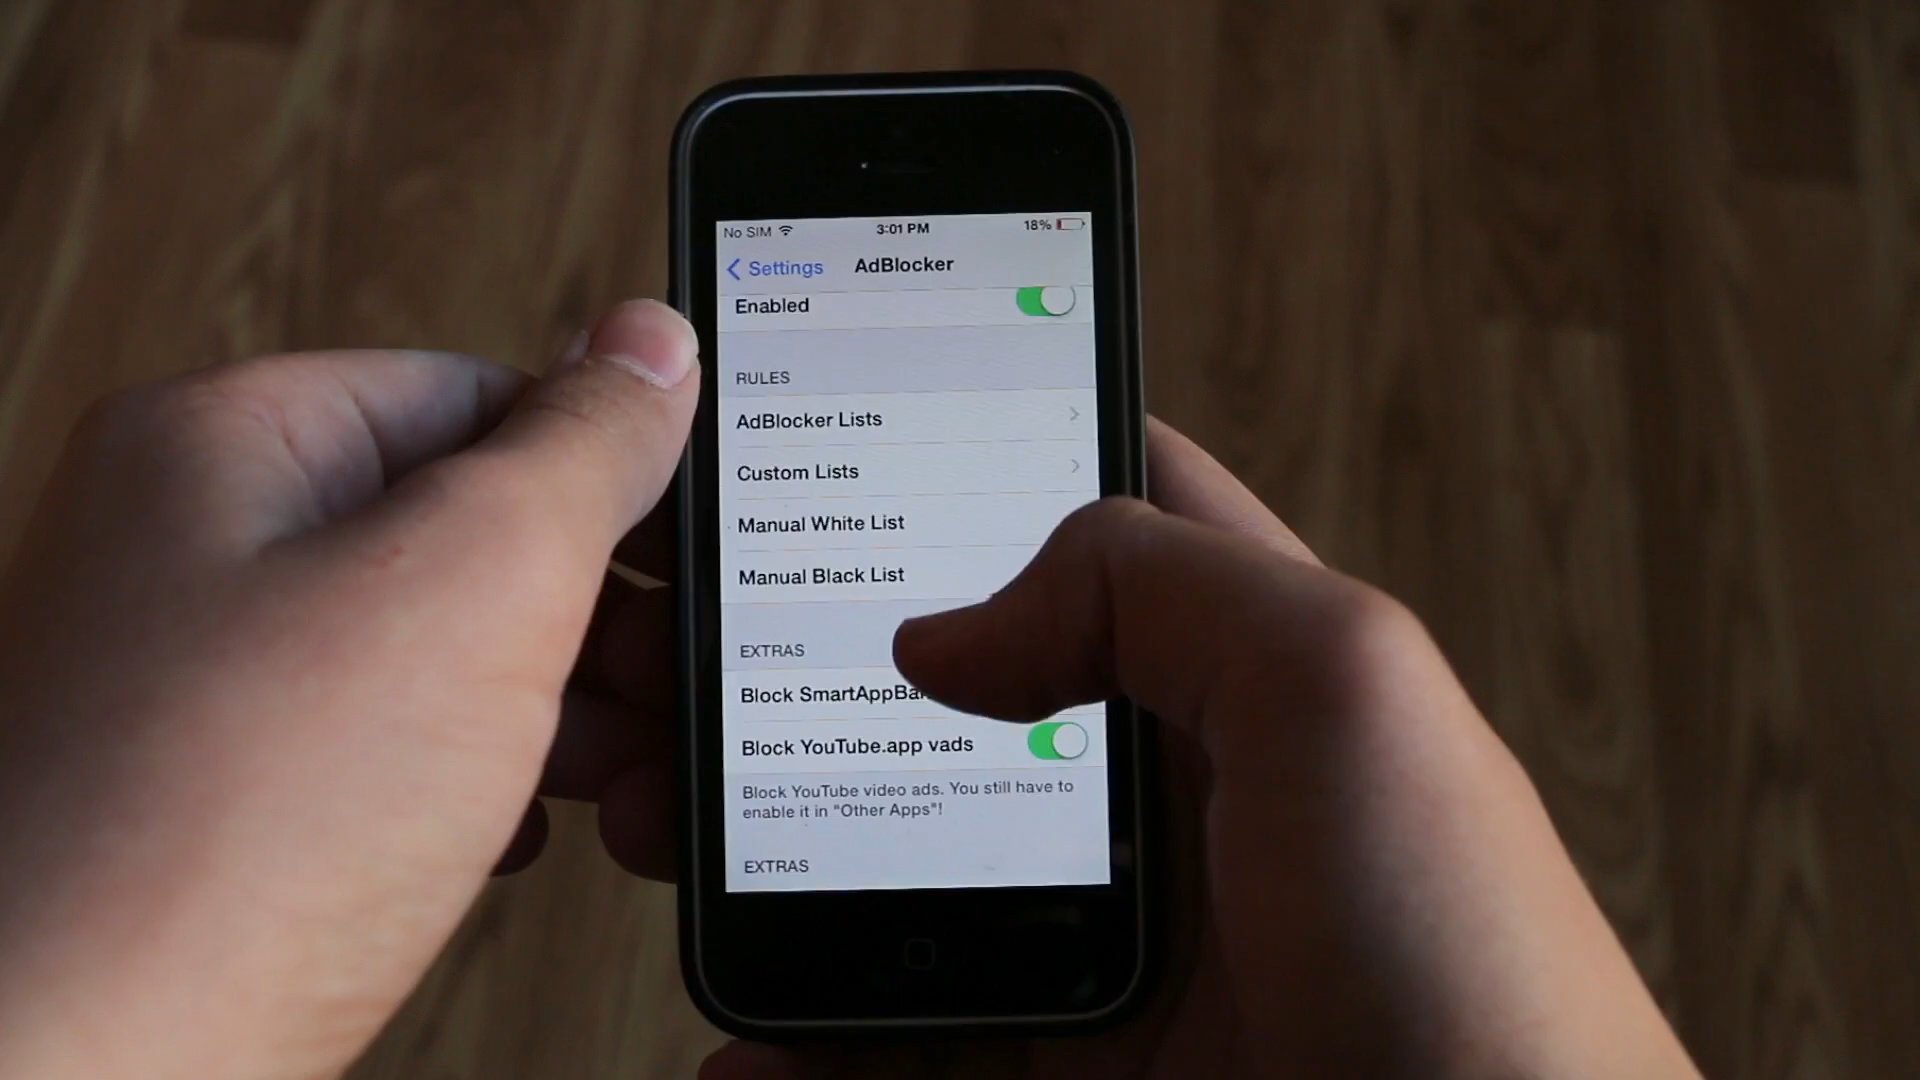 No SIM 3:01 PM 18%
Settings AdBlocker
Enabled
RULES
AdBlocker Lists
Custom Lists
Manual White List
Manual Black List
EXTRAS
Block
Block YouTube.app vads
Block YouTube video ads. You still have to
enable it in "Other Apps"!
EXTRAS